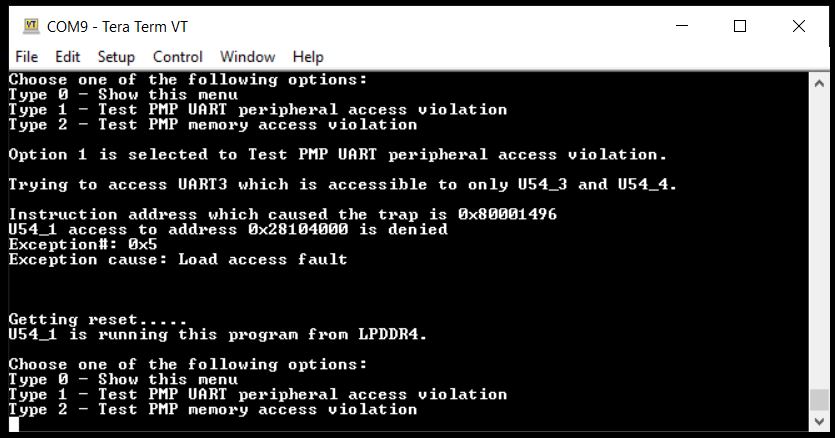 VT COM9 - Tera Term VT
File Edit Setup Control Window Help
Choose one of the following options:
Type 0 - Show this menu
Type 1 - Test PMP UART peripheral access violation
Type 2 - Test PMP memory access violation
Option 1 is selected to Test PMP UART peripheral access violation.
Trying to access UART3 which is accessible to only U54_3 and U54_4.
Instruction address which caused the trap is 0x80001496
U54_1 access to address 0x28104000 is denied
Exception#: 0x5
Exception cause: Load access fault
Getting reset.....
U54_1 is running this program from LPDDR4.
Choose one of the following options:
Type 0 - Show this menu
Type 1 - Test PMP UART peripheral access violation
Type 2 - Test PMP memory access violation